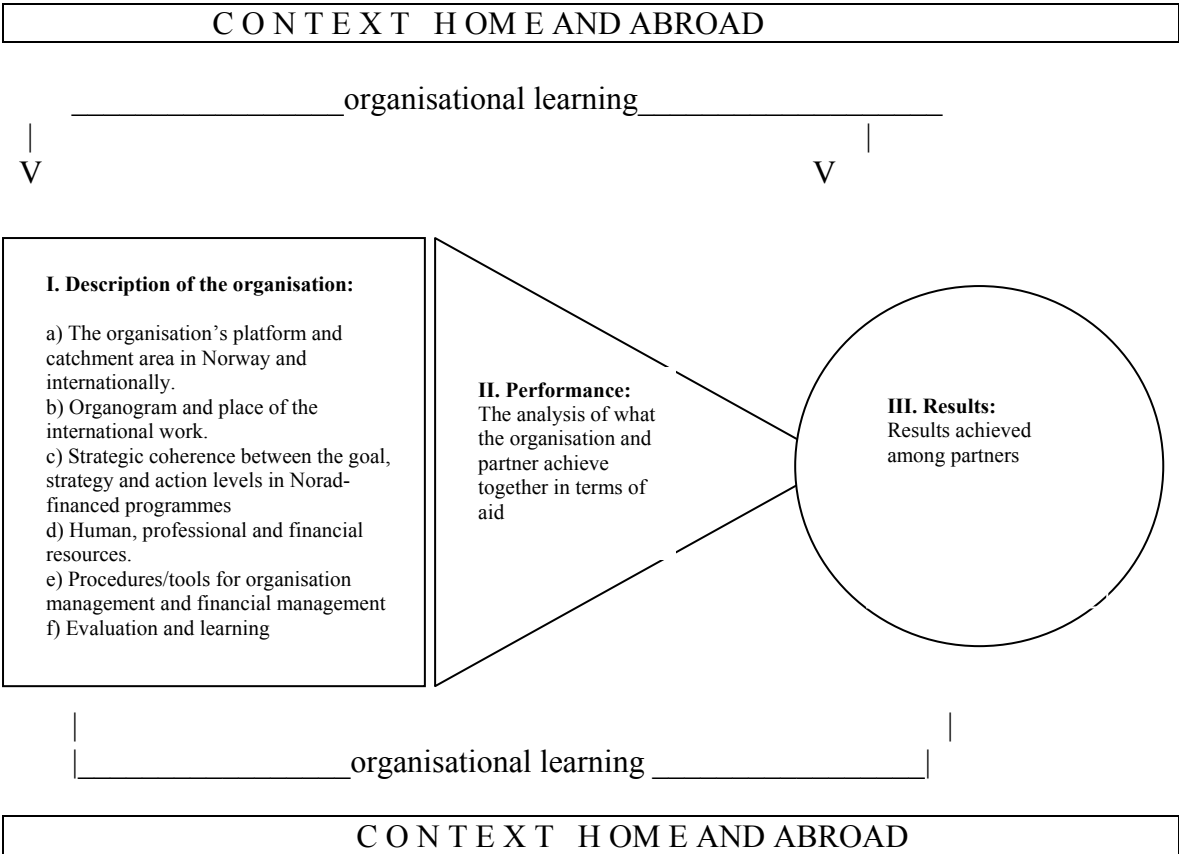 C O N T E X T H OM E AND ABROAD
_________________organisational learning___________________
| |
V V
I. Description of the organisation:
a) The organisation’s platform and
catchment area in Norway and
internationally.
b) Organogram and place of the
international work.
c) Strategic coherence between the goal,
strategy and action levels in Norad-
financed programmes
d) Human, professional and financial
resources.
e) Procedures/tools for organisation
management and financial management
f) Evaluation and learning
II. Performance:
The analysis of what
the organisation and
partner achieve
together in terms of
aid
III. Results:
Results achieved
among partners
| |
|_________________organisational learning _________________|
C O N T E X T H OM E AND ABROAD